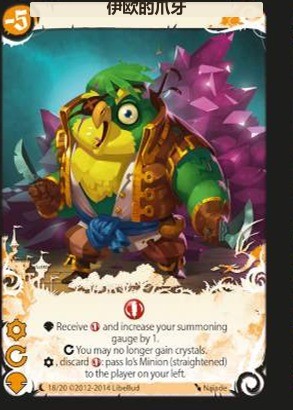 伊欧的爪牙
-5
Receive 1 and increase your summoning
gauge by 1.
You may no longer gain crystals.
, discard 1: pass Io's Minion (straightened)
to the player on your left.
18/20 ©2012-2014 Libellud
Naïade